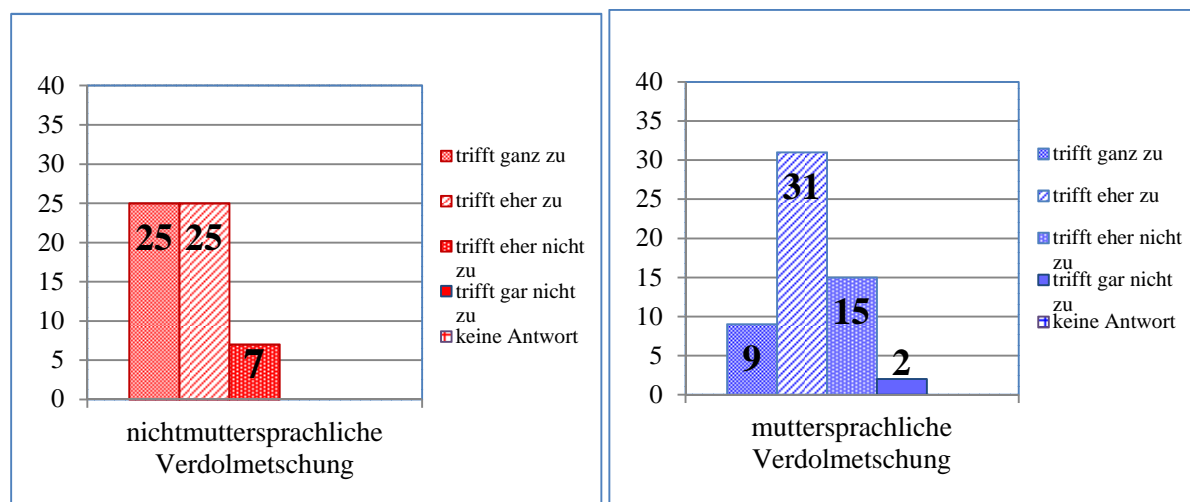 40
35
30
25
20
15
10
5
0
25
25
7
nichtmuttersprachliche
Verdolmetschung
trifft ganz zu
trifft eher zu
trifft eher nicht
zu
trifft gar nicht
zu
keine Antwort
40
35
30
25
20
15
10
5
0
9
31
15
2
muttersprachliche
Verdolmetschung
trifft ganz zu
trifft eher zu
trifft eher nicht
zu
trifft gar nicht
zu
keine Antwort